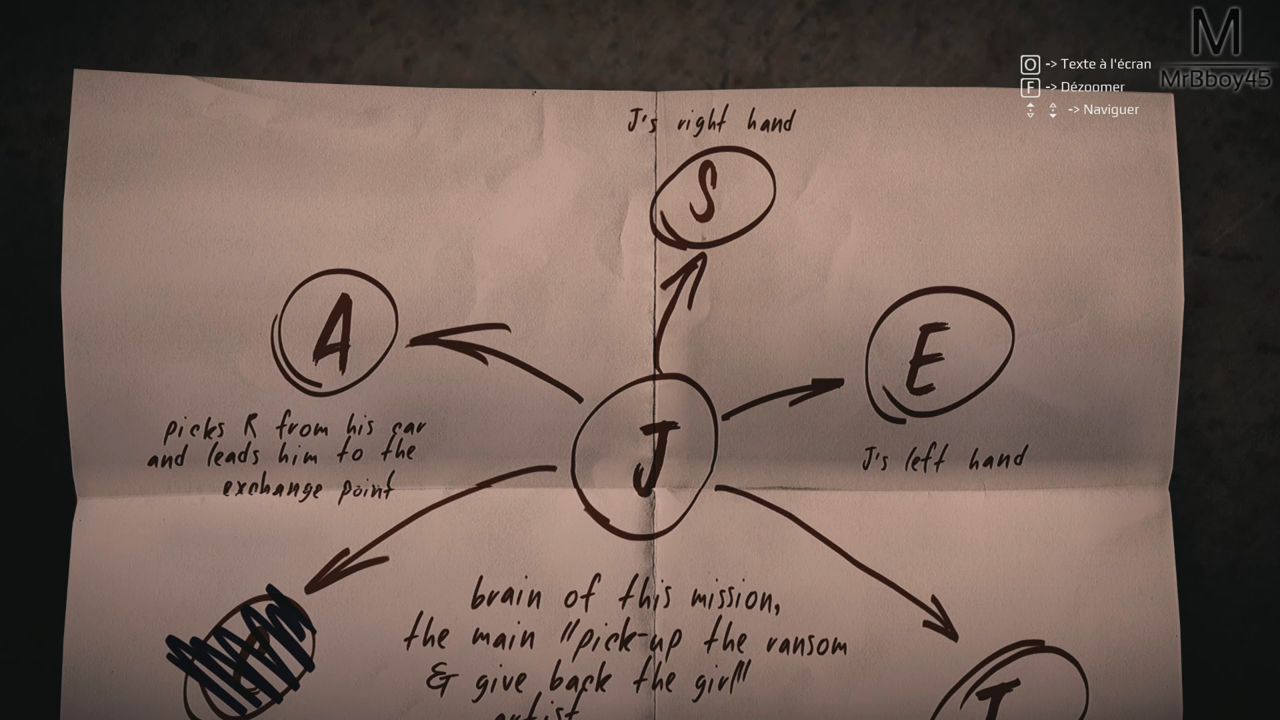 M
MrBboy45
O -> Texte à l'écran
F -> Dézoomer
-> Naviguer
J's right hand
S
A
E
J
picks R from his car
and leads him to the
exchange point
J's left hand
brain of this mission,
the main "pick-up the ransom
& give back the girl"
artist
T